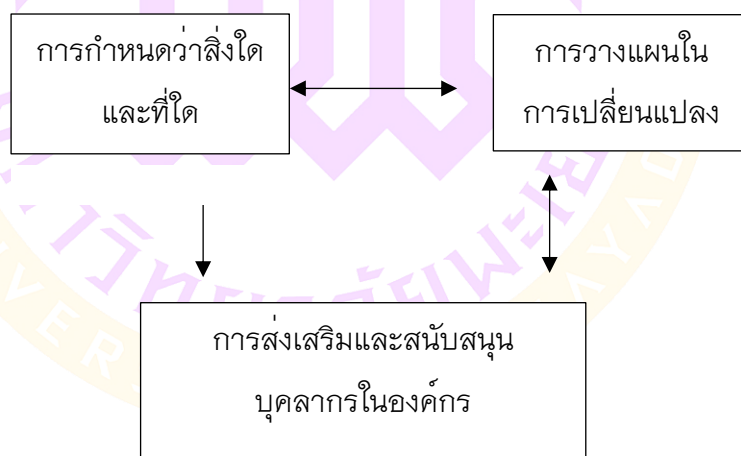 การกำหนดว่าสิ่งใด
และที่ใด
การวางแผนใน
การเปลี่ยนแปลง
การส่งเสริมและสนับสนุน
บุคลากรในองค์กร